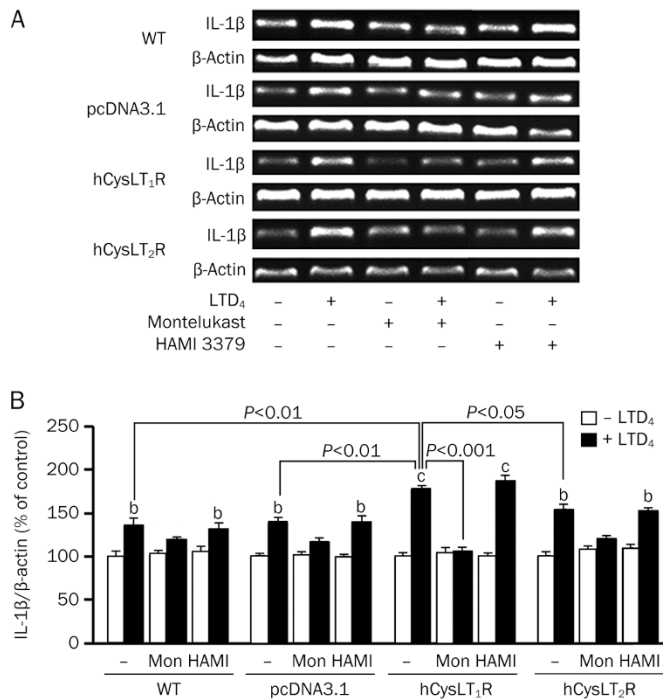 A
WT
IL-1β
β-Actin
pcDNA3.1
IL-1β
β-Actin
hCysLT₁R
IL-1β
β-Actin
hCysLT₂R
IL-1β
β-Actin
LTD₄ – + – + – +
Montelukast – – + + – –
HAMI 3379 – – – – + +
B
IL-1β/β-actin (% of control)
250
200
150
100
50
0
P<0.01
P<0.05
P<0.01
P<0.001
– LTD₄
+ LTD₄
b b b b c c b b
– Mon HAMI – Mon HAMI – Mon HAMI – Mon HAMI
WT pcDNA3.1 hCysLT₁R hCysLT₂R